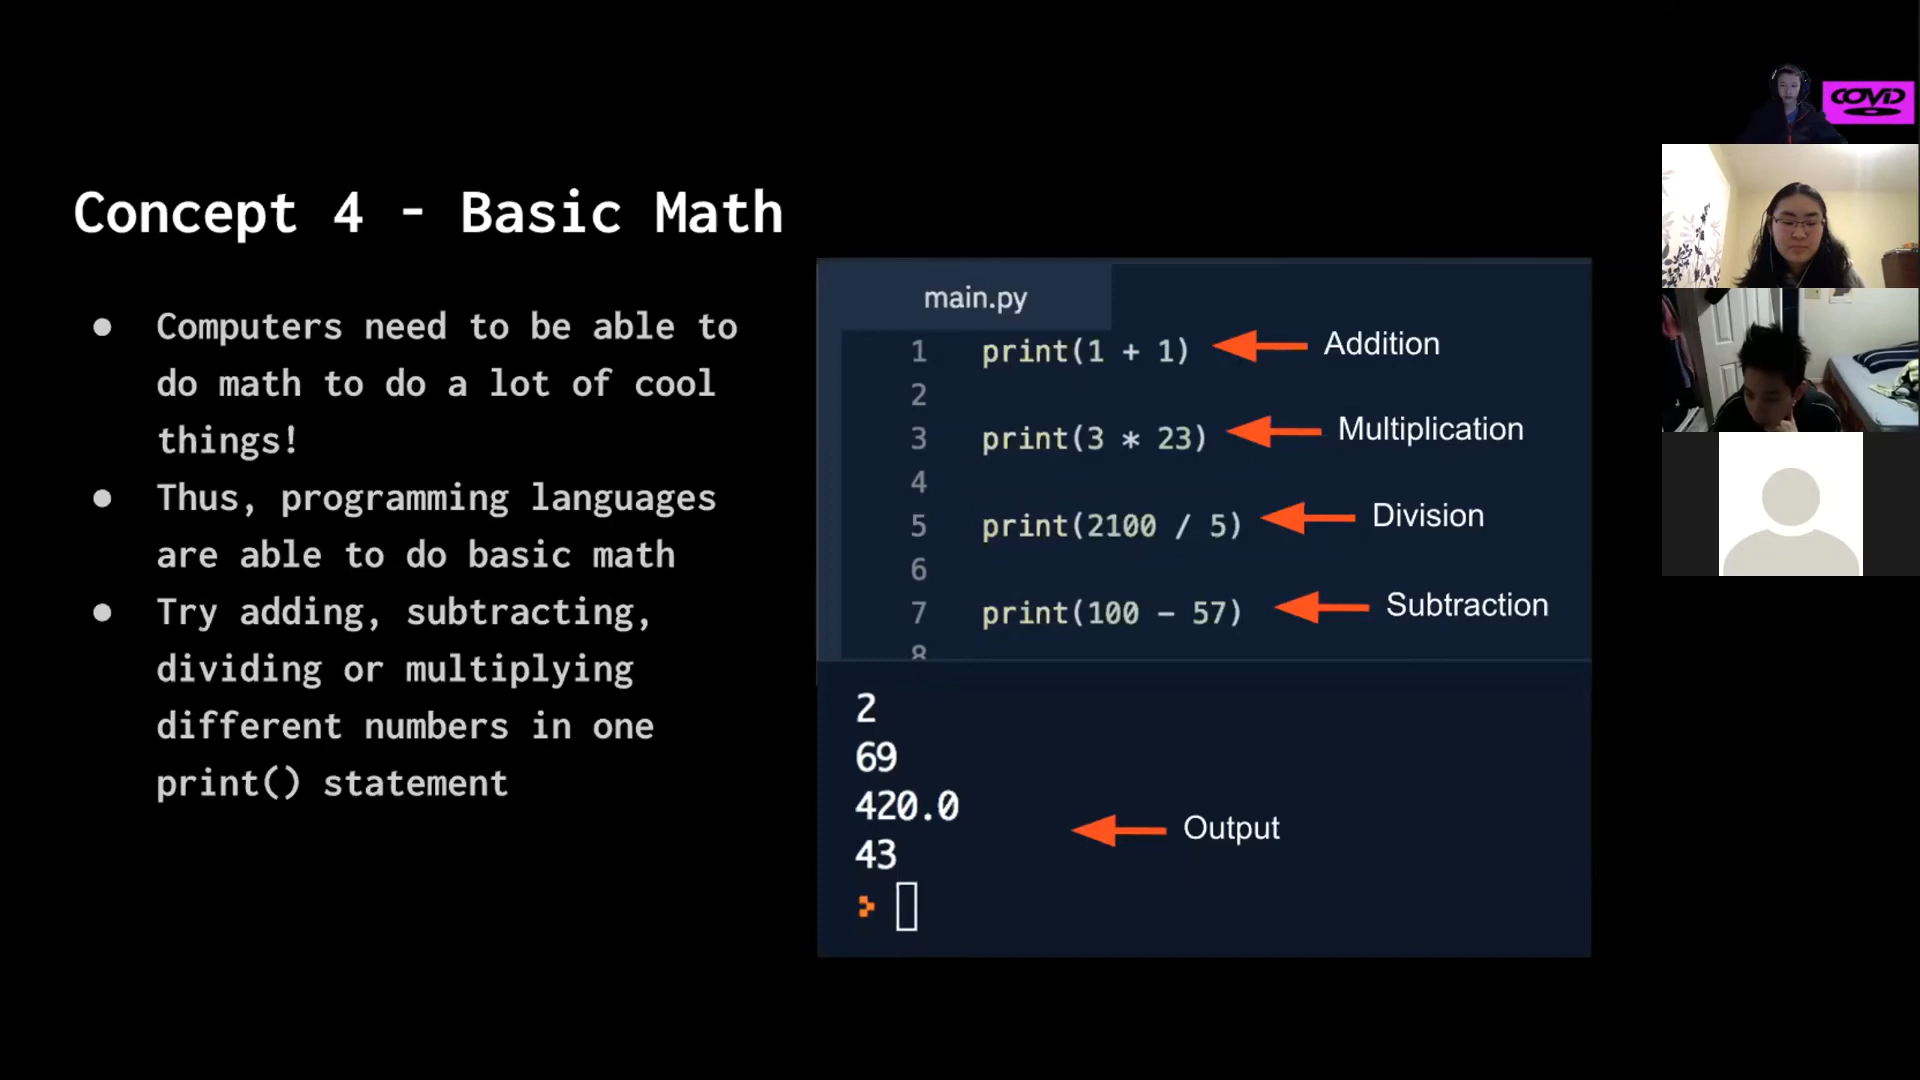 Concept 4 - Basic Math
● Computers need to be able to
do math to do a lot of cool
things!
● Thus, programming languages
are able to do basic math
● Try adding, subtracting,
dividing or multiplying
different numbers in one
print() statement
main.py
1 print(1 + 1) Addition
2
3 print(3 * 23) Multiplication
4
5 print(2100 / 5) Division
6
7 print(100 - 57) Subtraction
8
2
69
420.0
43
Output
COVID